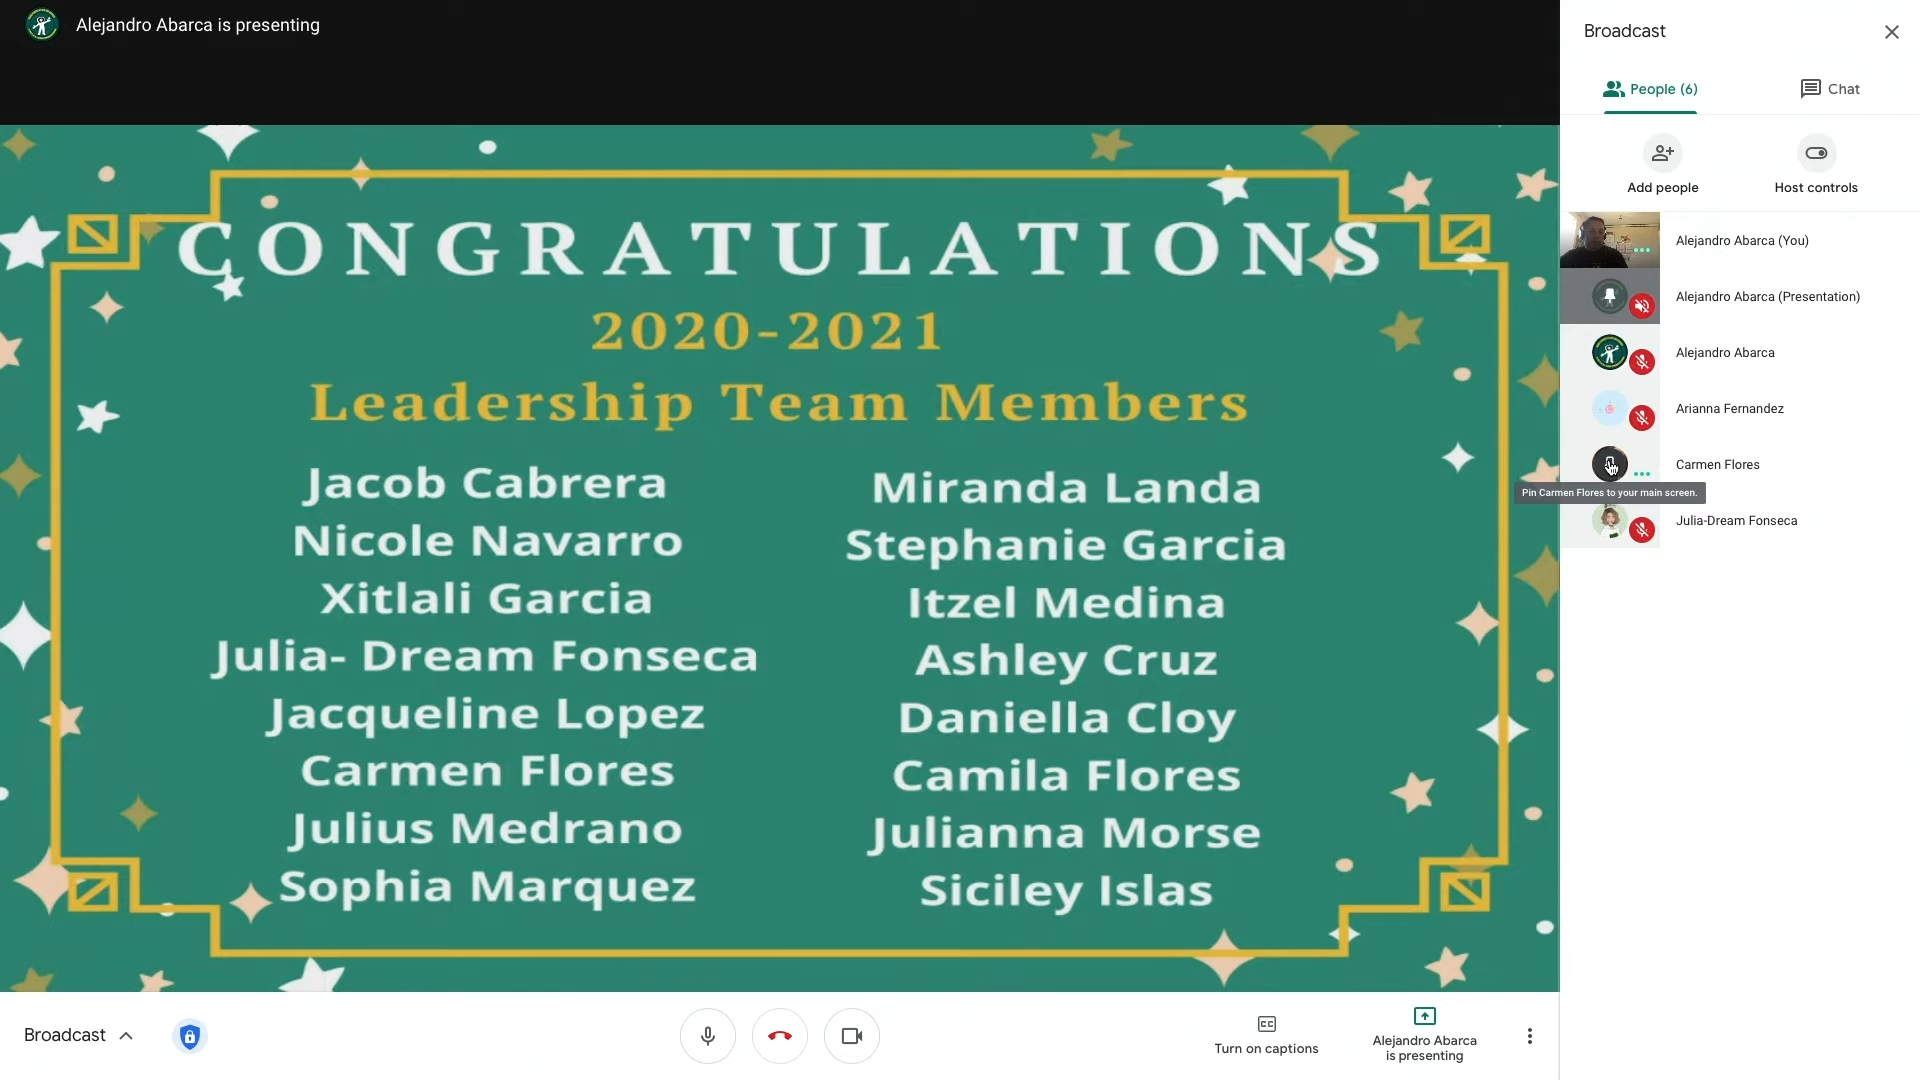 Alejandro Abarca is presenting
CONGRATULATIONS
2020-2021
Leadership Team Members
Jacob Cabrera
Nicole Navarro
Xitlali Garcia
Julia- Dream Fonseca
Jacqueline Lopez
Carmen Flores
Julius Medrano
Sophia Marquez
Miranda Landa
Stephanie Garcia
Itzel Medina
Ashley Cruz
Daniella Cloy
Camila Flores
Julianna Morse
Siciley Islas
Broadcast
People (6)
Chat
Add people
Host controls
Alejandro Abarca (You)
Alejandro Abarca (Presentation)
Alejandro Abarca
Arianna Fernandez
Carmen Flores
Pin Carmen Flores to your main screen.
Julia-Dream Fonseca
Broadcast
CC
Turn on captions
Alejandro Abarca
is presenting